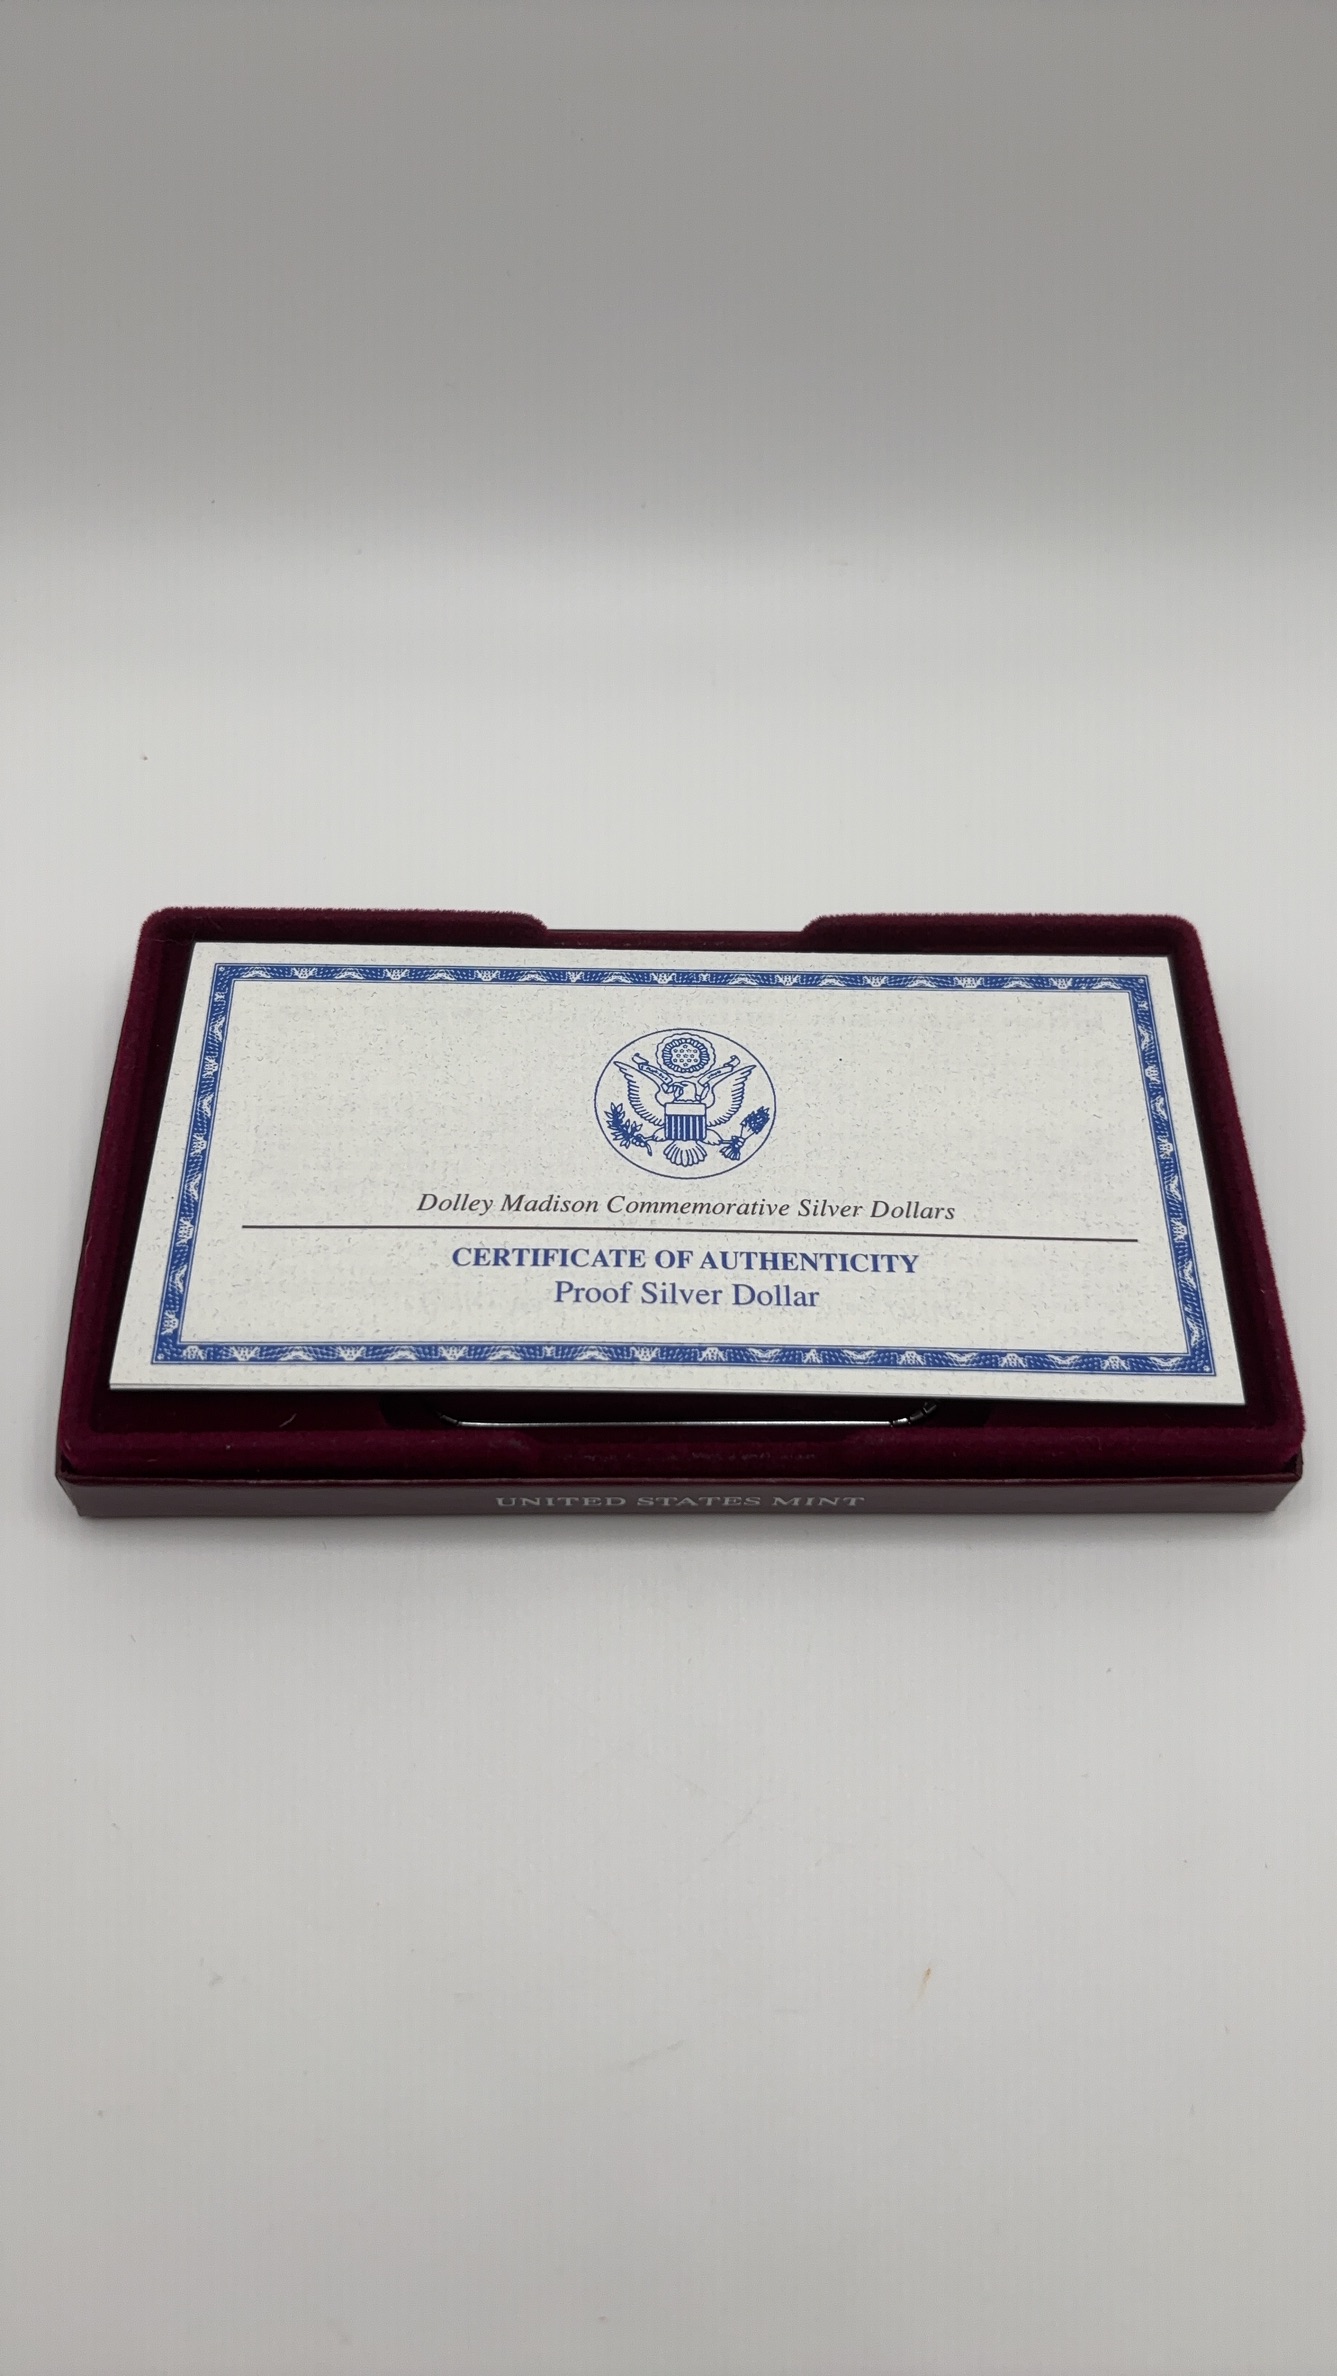 Dolley Madison Commemorative Silver Dollars
CERTIFICATE OF AUTHENTICITY
Proof Silver Dollar
UNITED STATES MINT